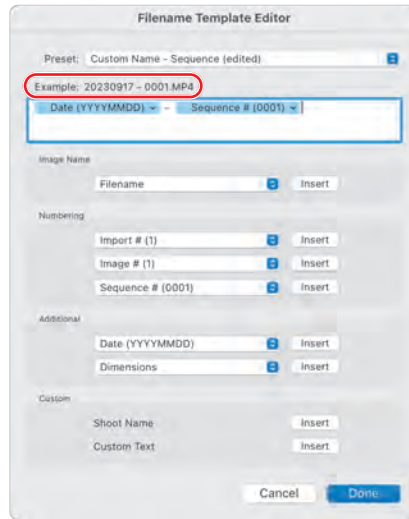 Filename Template Editor
Preset: Custom Name - Sequence (edited)
Example: 20230917 - 0001.MP4
Date (YYYYMMDD) - Sequence # (0001)
Image Name
Filename Insert
Numbering
Import # (1) Insert
Image # (1) Insert
Sequence # (0001) Insert
Additional
Date (YYYYMMDD) Insert
Dimensions Insert
Custom
Shoot Name Insert
Custom Text Insert
Cancel Done